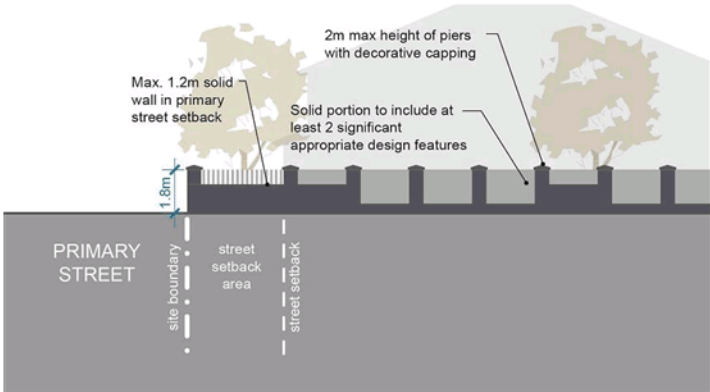 2m max height of piers
with decorative capping
Max. 1.2m solid
wall in primary
street setback
Solid portion to include at
least 2 significant
appropriate design features
1.8m
PRIMARY
STREET
site boundary
street
setback
area
street setback